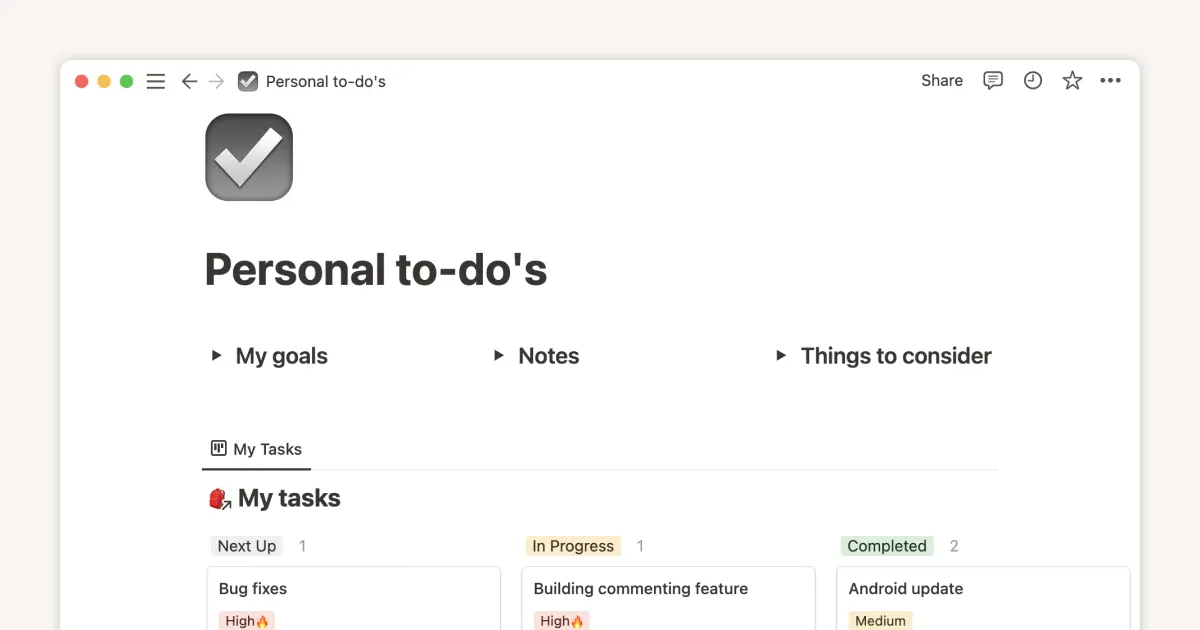 Personal to-do's
Share
Personal to-do's
My goals
Notes
Things to consider
My Tasks
My tasks
Next Up 1
In Progress 1
Completed 2
Bug fixes
High🔥
Building commenting feature
High🔥
Android update
Medium